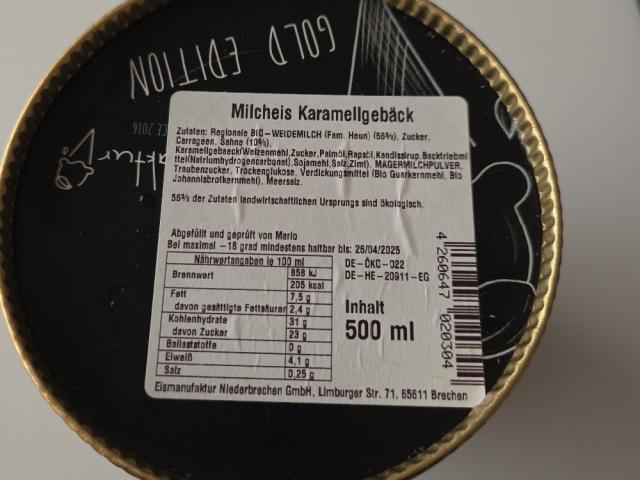 GOLD EDITION
CE 2016
aktur
Milcheis Karamellgebäck
Zutaten: Regionale BIO-WEIDEMILCH (Fam. Heun) (56%), Zucker,
Carrageen, Sahne (10%),
Karamellgebaeck(Weizenmehl,Zucker,Palmöl,Rapsöl,Kandissirup,Backtriebmi
ttel(Natriumhydrogencarbonat),Sojamehl,Salz,Zimt), MAGERMILCHPULVER,
Traubenzucker, Trockenglukose, Verdickungsmittel (Bio Guarkernmehl, Bio
Johannisbrotkernmehl), Meersalz.
56% der Zutaten landwirtschaftlichen Ursprungs sind ökologisch.
Abgefüllt und geprüft von Mario
Bei maximal -18 grad mindestens haltbar bis: 26/04/2025
Nährwertangaben je 100 ml
Brennwert 858 kJ
205 kcal
Fett 7,5 g
davon gesättigte Fettsäuren 2,4 g
Kohlenhydrate 31 g
davon Zucker 23 g
Ballaststoffe 0 g
Eiweiß 4,1 g
Salz 0,25 g
DE-ÖKO-022
DE-HE-20911-EG
Inhalt
500 ml
4 260647 020304
Eismanufaktur Niederbrechen GmbH, Limburger Str. 71, 65611 Brechen